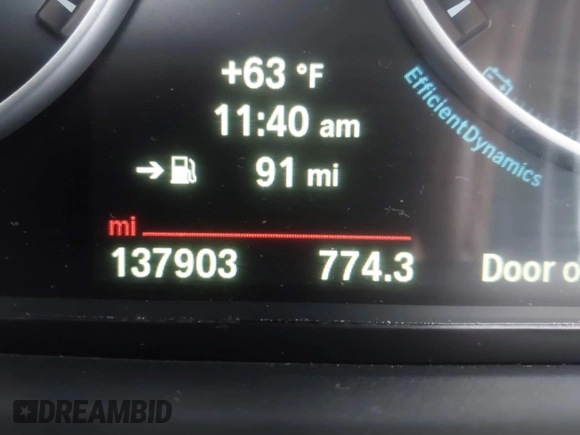 +63 °F
11:40 am
91 mi
EfficientDynamics
mi
137903 774.3 Door o
DREAMBID